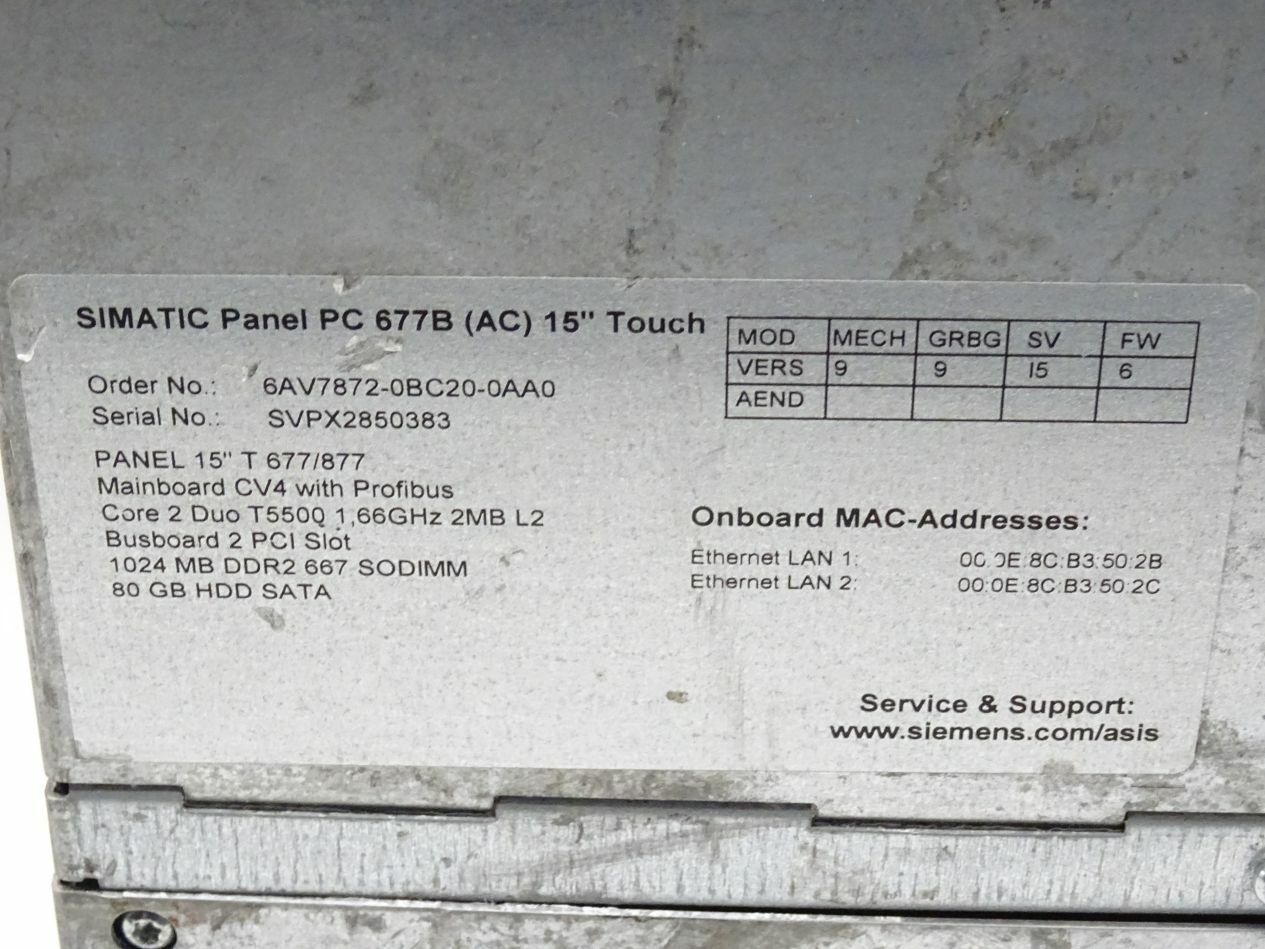 SIMATIC Panel PC 677B (AC) 15" Touch
MOD MECH GRBG SV FW
VERS 9 9 15 6
AEND
Order No.: 6AV7872-0BC20-0AA0
Serial No.: SVPX2850383
PANEL 15" T 677/877
Mainboard CV4 with Profibus
Core 2 Duo T5500 1,66GHz 2MB L2
Busboard 2 PCI Slot
1024 MB DDR2 667 SODIMM
80 GB HDD SATA
Onboard MAC-Addresses:
Ethernet LAN 1: 00:0E:8C:B3:50:2B
Ethernet LAN 2: 00:0E:8C:B3:50:2C
Service & Support:
www.siemens.com/asis